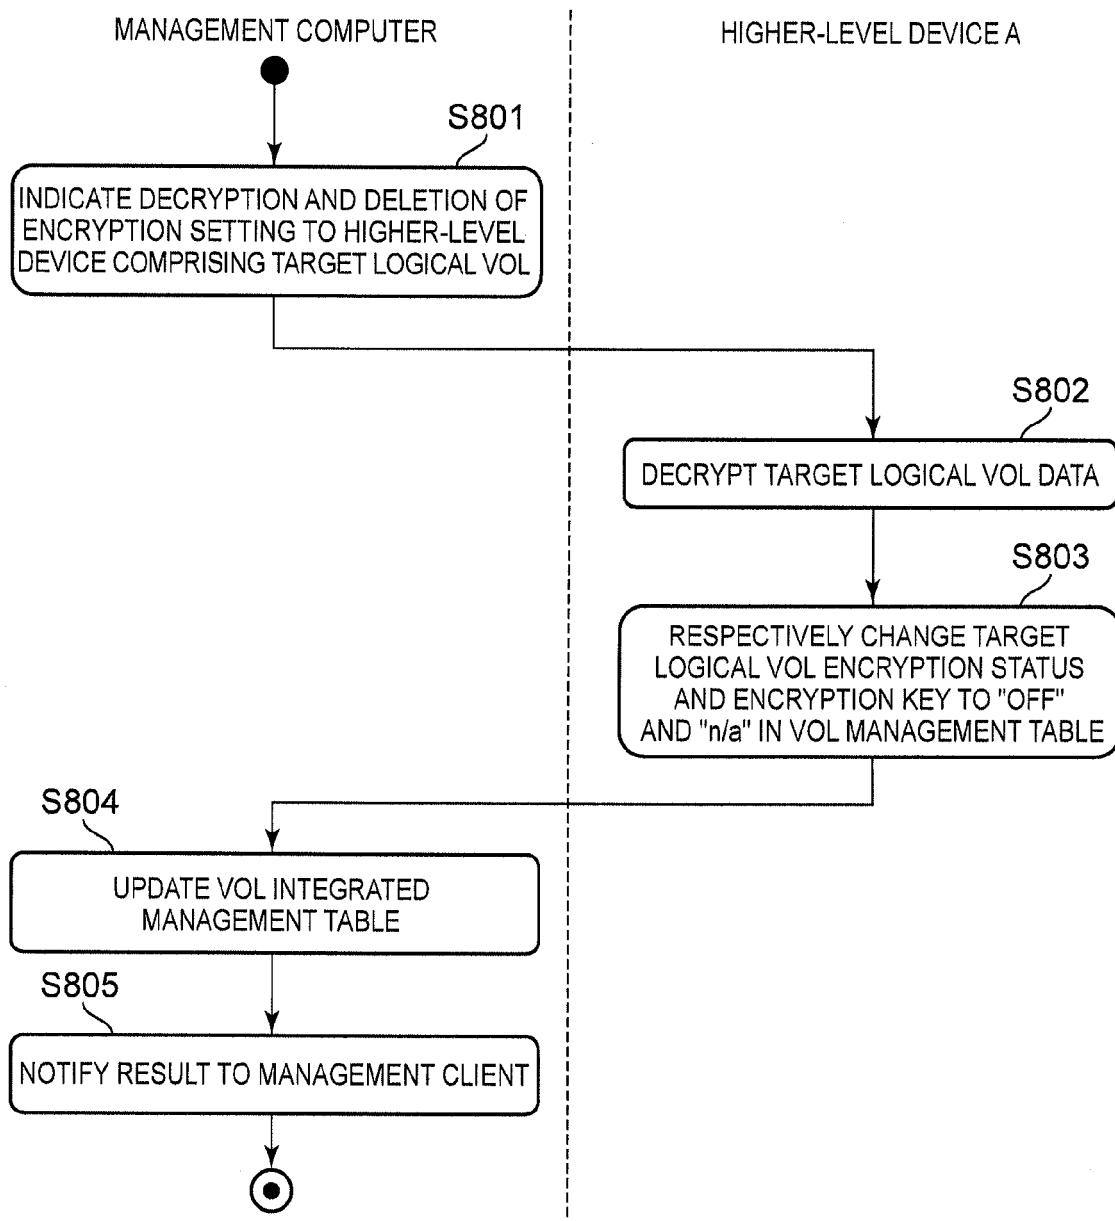 MANAGEMENT COMPUTER
HIGHER-LEVEL DEVICE A
S801
INDICATE DECRYPTION AND DELETION OF
ENCRYPTION SETTING TO HIGHER-LEVEL
DEVICE COMPRISING TARGET LOGICAL VOL
S802
DECRYPT TARGET LOGICAL VOL DATA
S803
RESPECTIVELY CHANGE TARGET
LOGICAL VOL ENCRYPTION STATUS
AND ENCRYPTION KEY TO "OFF"
AND "n/a" IN VOL MANAGEMENT TABLE
S804
UPDATE VOL INTEGRATED
MANAGEMENT TABLE
S805
NOTIFY RESULT TO MANAGEMENT CLIENT